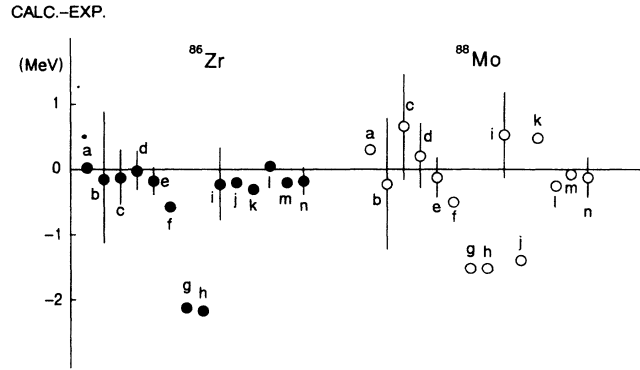 CALC.–EXP.
(MeV)
⁸⁶Zr
⁸⁸Mo
1
0
−1
−2
a
b
c
d
e
f
g
h
i
j
k
l
m
n
a
b
c
d
e
f
g
h
i
j
k
l
m
n